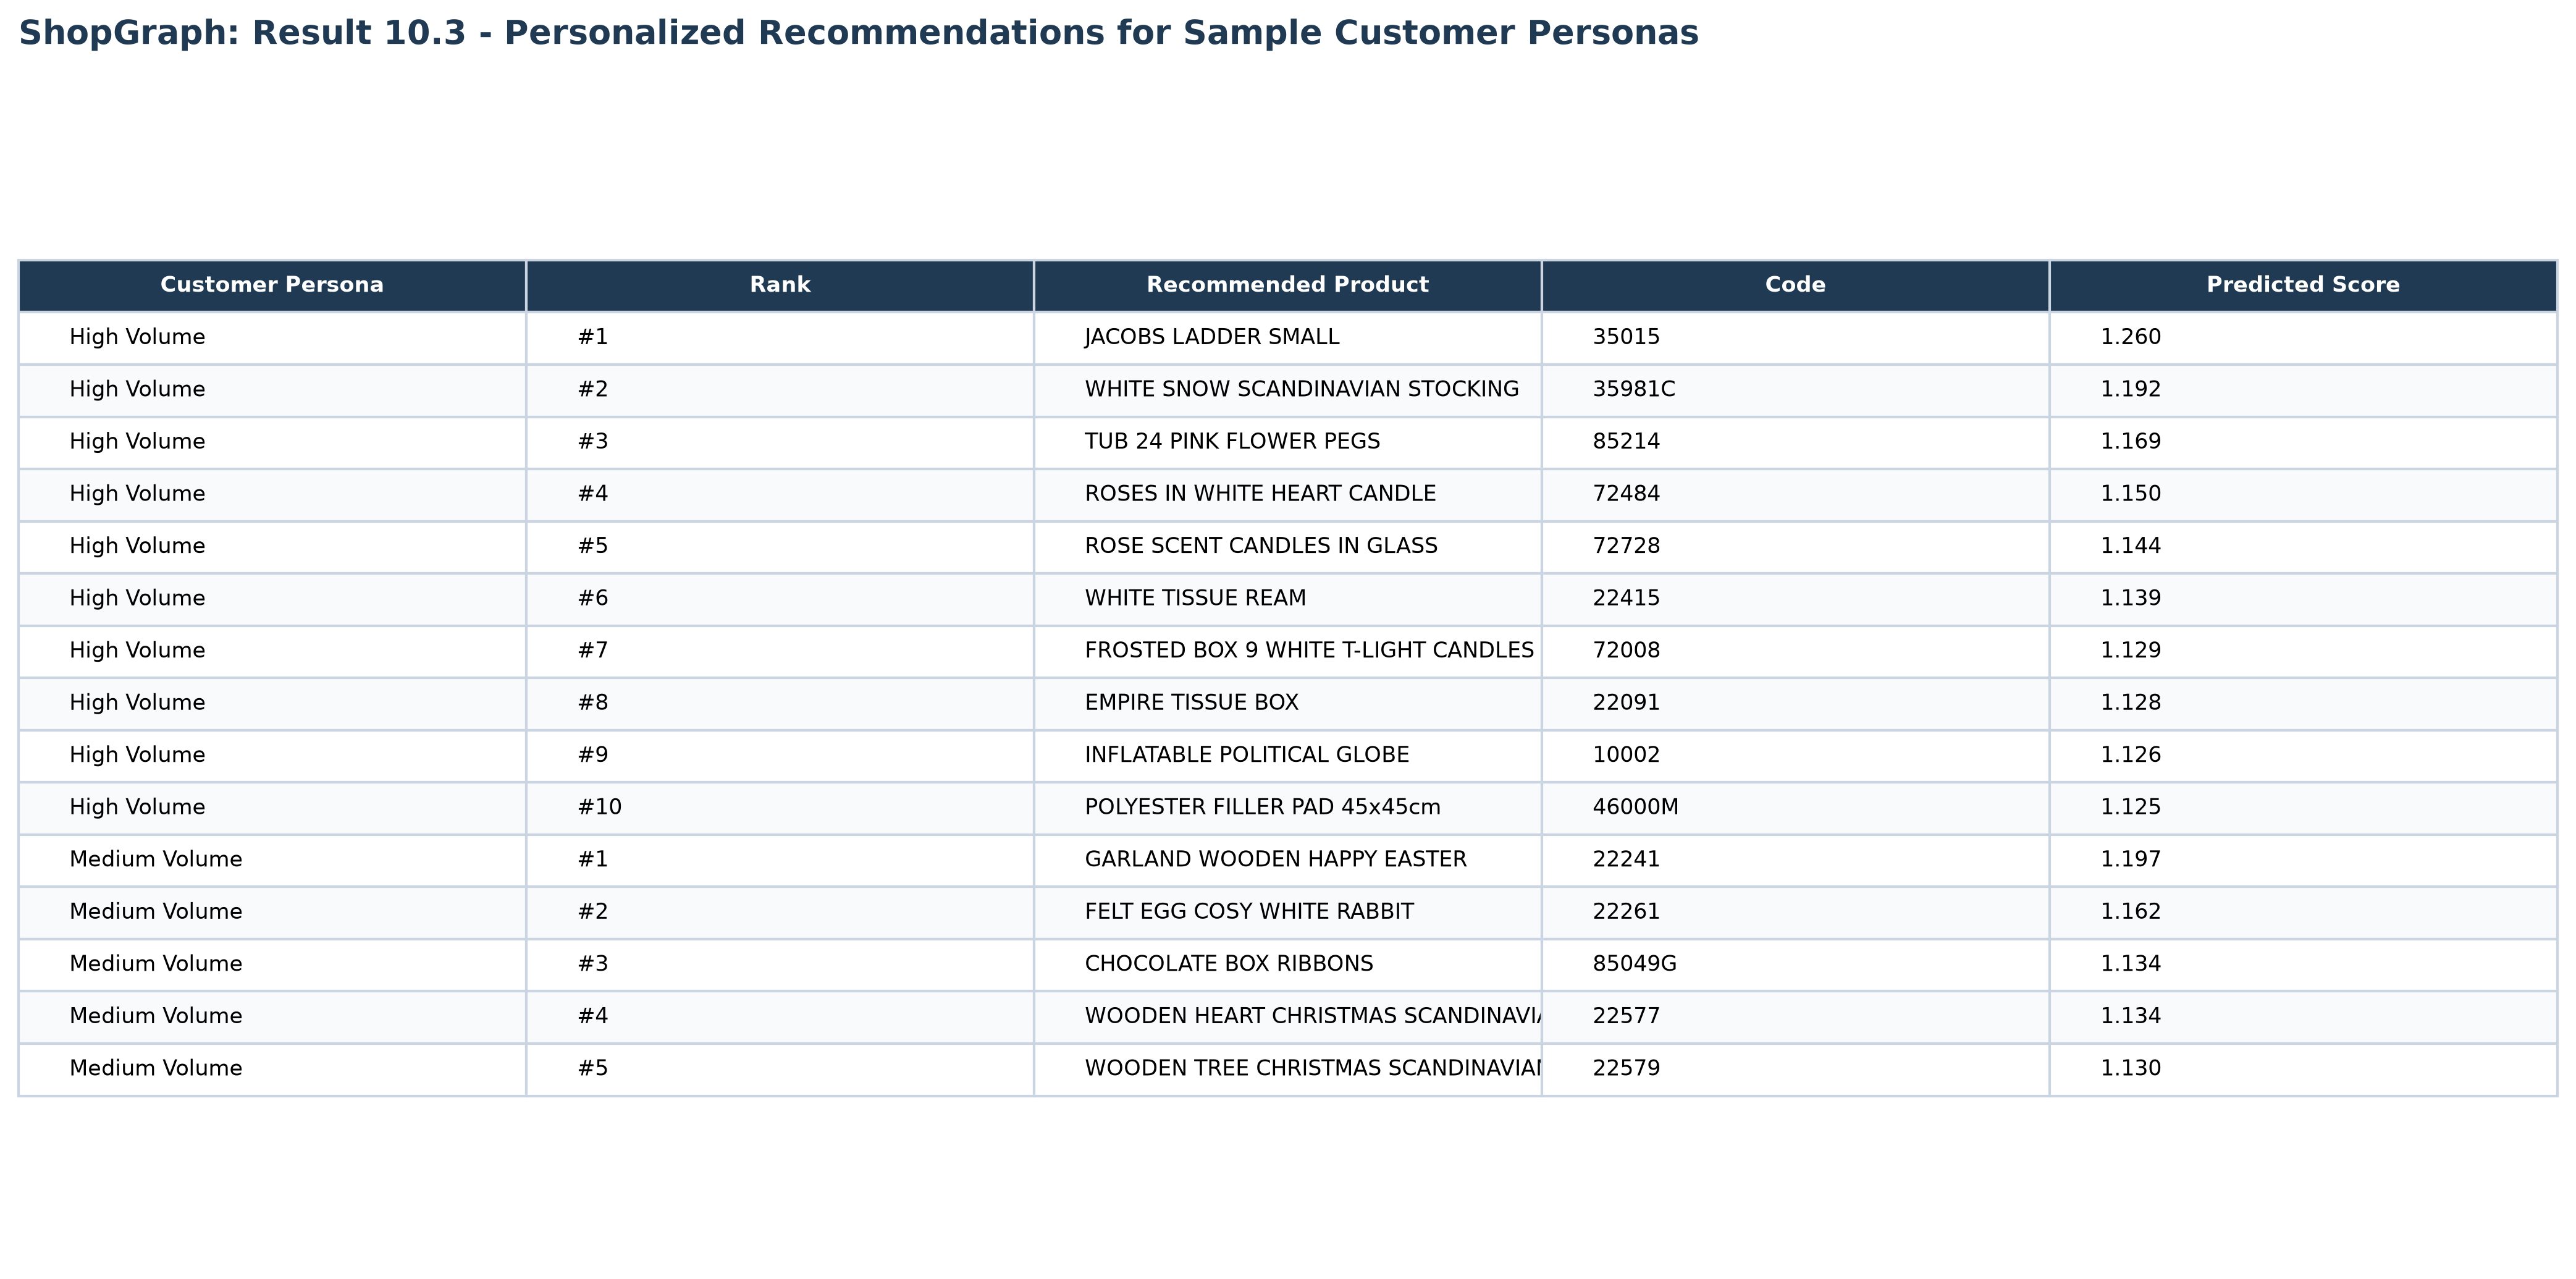 ShopGraph: Result 10.3 - Personalized Recommendations for Sample Customer Personas
Customer Persona Rank Recommended Product Code Predicted Score
High Volume #1 JACOBS LADDER SMALL 35015 1.260
High Volume #2 WHITE SNOW SCANDINAVIAN STOCKING 35981C 1.192
High Volume #3 TUB 24 PINK FLOWER PEGS 85214 1.169
High Volume #4 ROSES IN WHITE HEART CANDLE 72484 1.150
High Volume #5 ROSE SCENT CANDLES IN GLASS 72728 1.144
High Volume #6 WHITE TISSUE REAM 22415 1.139
High Volume #7 FROSTED BOX 9 WHITE T-LIGHT CANDLES 72008 1.129
High Volume #8 EMPIRE TISSUE BOX 22091 1.128
High Volume #9 INFLATABLE POLITICAL GLOBE 10002 1.126
High Volume #10 POLYESTER FILLER PAD 45x45cm 46000M 1.125
Medium Volume #1 GARLAND WOODEN HAPPY EASTER 22241 1.197
Medium Volume #2 FELT EGG COSY WHITE RABBIT 22261 1.162
Medium Volume #3 CHOCOLATE BOX RIBBONS 85049G 1.134
Medium Volume #4 WOODEN HEART CHRISTMAS SCANDINAVIA 22577 1.134
Medium Volume #5 WOODEN TREE CHRISTMAS SCANDINAVIAN 22579 1.130